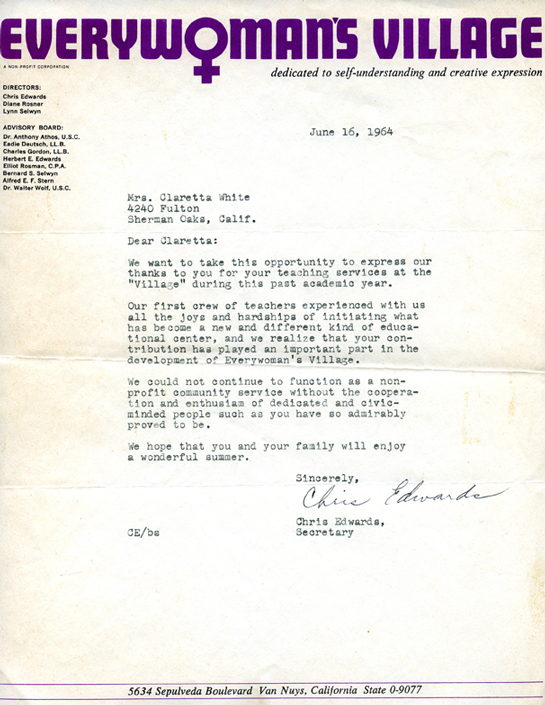 EVERYWOMAN'S VILLAGE
A NON-PROFIT CORPORATION
dedicated to self-understanding and creative expression
DIRECTORS:
Chris Edwards
Diane Rosner
Lynn Selwyn
ADVISORY BOARD:
Dr. Anthony Athos, U.S.C.
Eadie Deutsch, LL.B.
Charles Gordon, LL.B.
Herbert E. Edwards
Elliot Rosman, C.P.A.
Bernard S. Selwyn
Alfred E. F. Stern
Dr. Walter Wolf, U.S.C.
June 16, 1964
Mrs. Claretta White
4240 Fulton
Sherman Oaks, Calif.
Dear Claretta:
We want to take this opportunity to express our
thanks to you for your teaching services at the
"Village" during this past academic year.
Our first crew of teachers experienced with us
all the joys and hardships of initiating what
has become a new and different kind of educa-
tional center, and we realize that your con-
tribution has played an important part in the
development of Everywoman's Village.
We could not continue to function as a non-
profit community service without the coopera-
tion and enthusiam of dedicated and civic-
minded people such as you have so admirably
proved to be.
We hope that you and your family will enjoy
a wonderful summer.
Sincerely,
Chris Edwards
Chris Edwards,
Secretary
CE/bs
5634 Sepulveda Boulevard Van Nuys, California State 0-9077